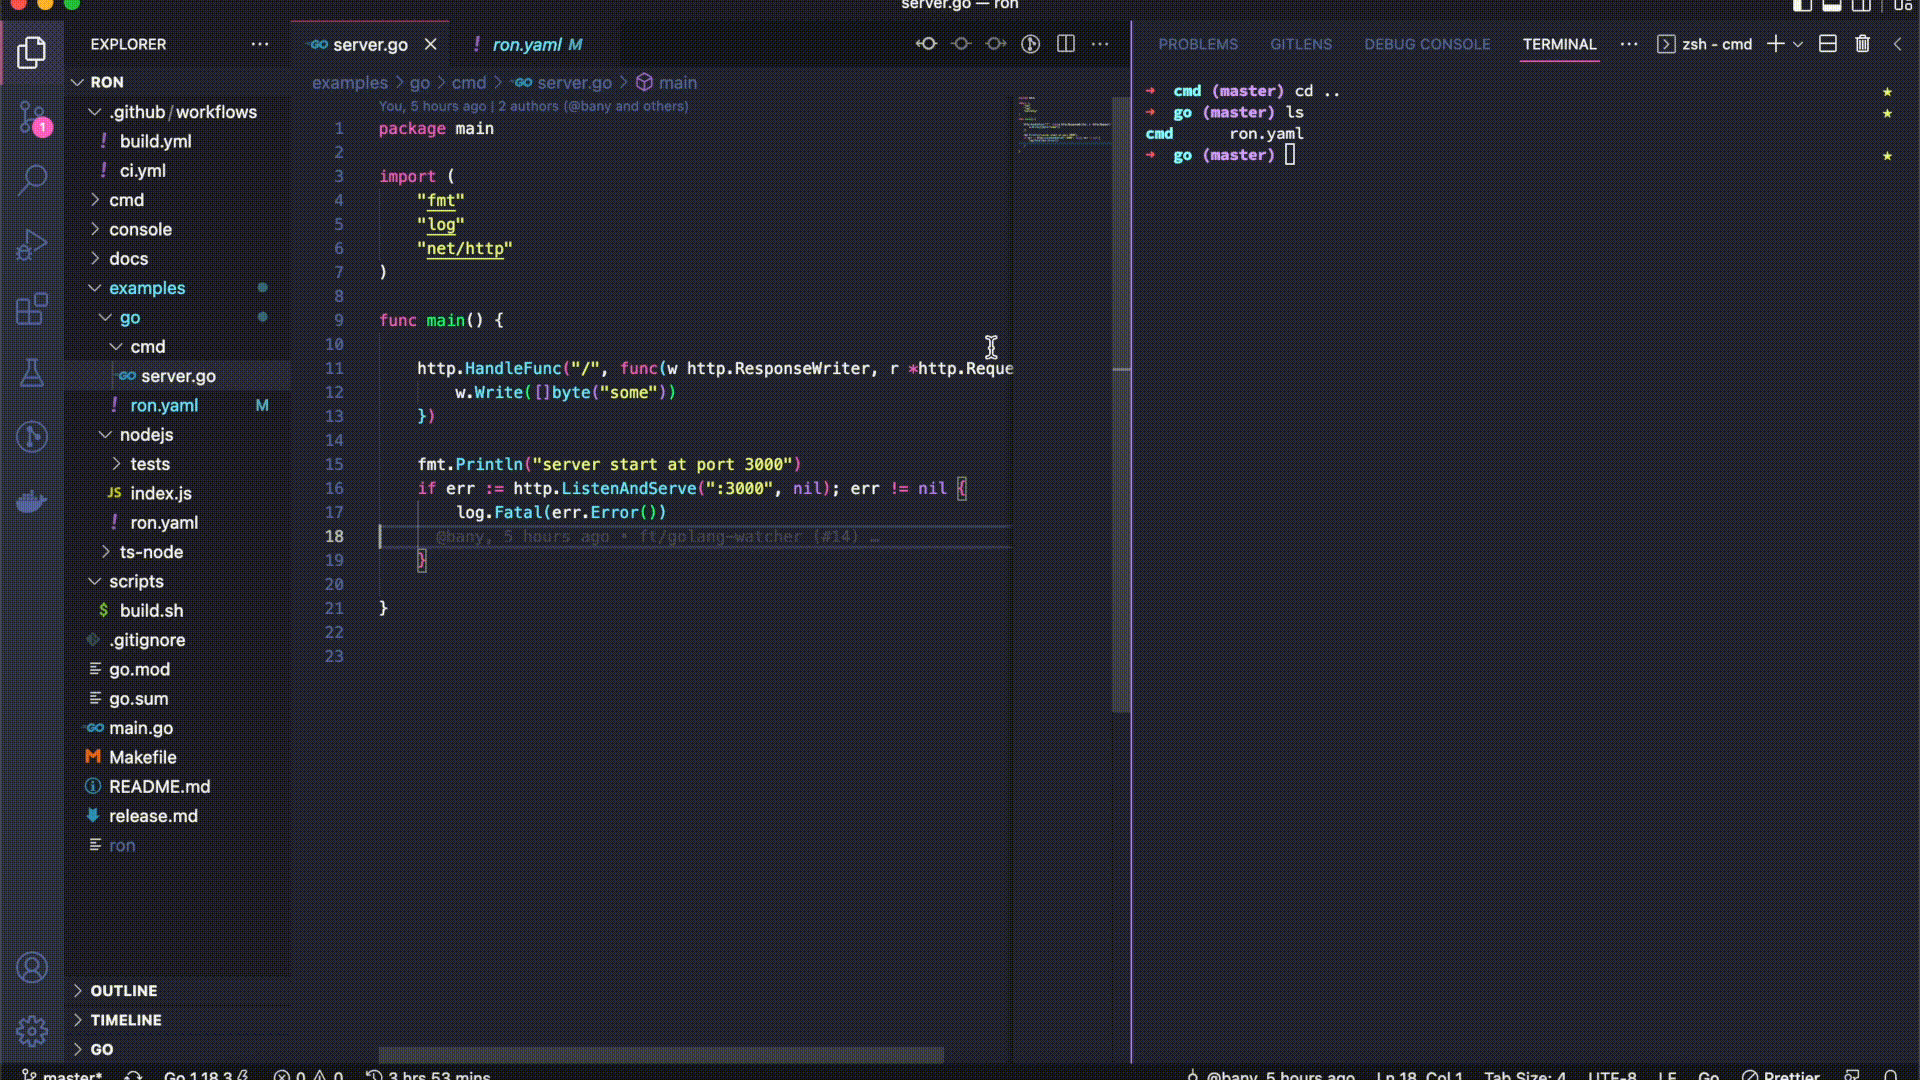 server.go — ron
EXPLORER
RON
.github/workflows
build.yml
ci.yml
cmd
console
docs
examples
go
cmd
server.go
ron.yaml M
nodejs
tests
JS index.js
ron.yaml
ts-node
scripts
$ build.sh
.gitignore
go.mod
go.sum
main.go
Makefile
README.md
release.md
ron
OUTLINE
TIMELINE
GO
1
server.go
! ron.yaml M
examples > go > cmd > server.go > main
You, 5 hours ago | 2 authors (@bany and others)
1 package main
2
3 import (
4 "fmt"
5 "log"
6 "net/http"
7 )
8
9 func main() {
10
11 http.HandleFunc("/", func(w http.ResponseWriter, r *http.Reque
12 w.Write([]byte("some"))
13 })
14
15 fmt.Println("server start at port 3000")
16 if err := http.ListenAndServe(":3000", nil); err != nil {
17 log.Fatal(err.Error())
18 @bany, 5 hours ago • ft/golang-watcher (#14) …
19 }
20
21 }
22
23
PROBLEMS GITLENS DEBUG CONSOLE TERMINAL ··· zsh - cmd
→ cmd (master) cd ..
→ go (master) ls
cmd ron.yaml
→ go (master)
master* Go 1.18.3 0 0 3 hrs 53 mins
@bany, 5 hours ago Ln 18, Col 1 Tab Size: 4 UTF-8 LF Go Prettier